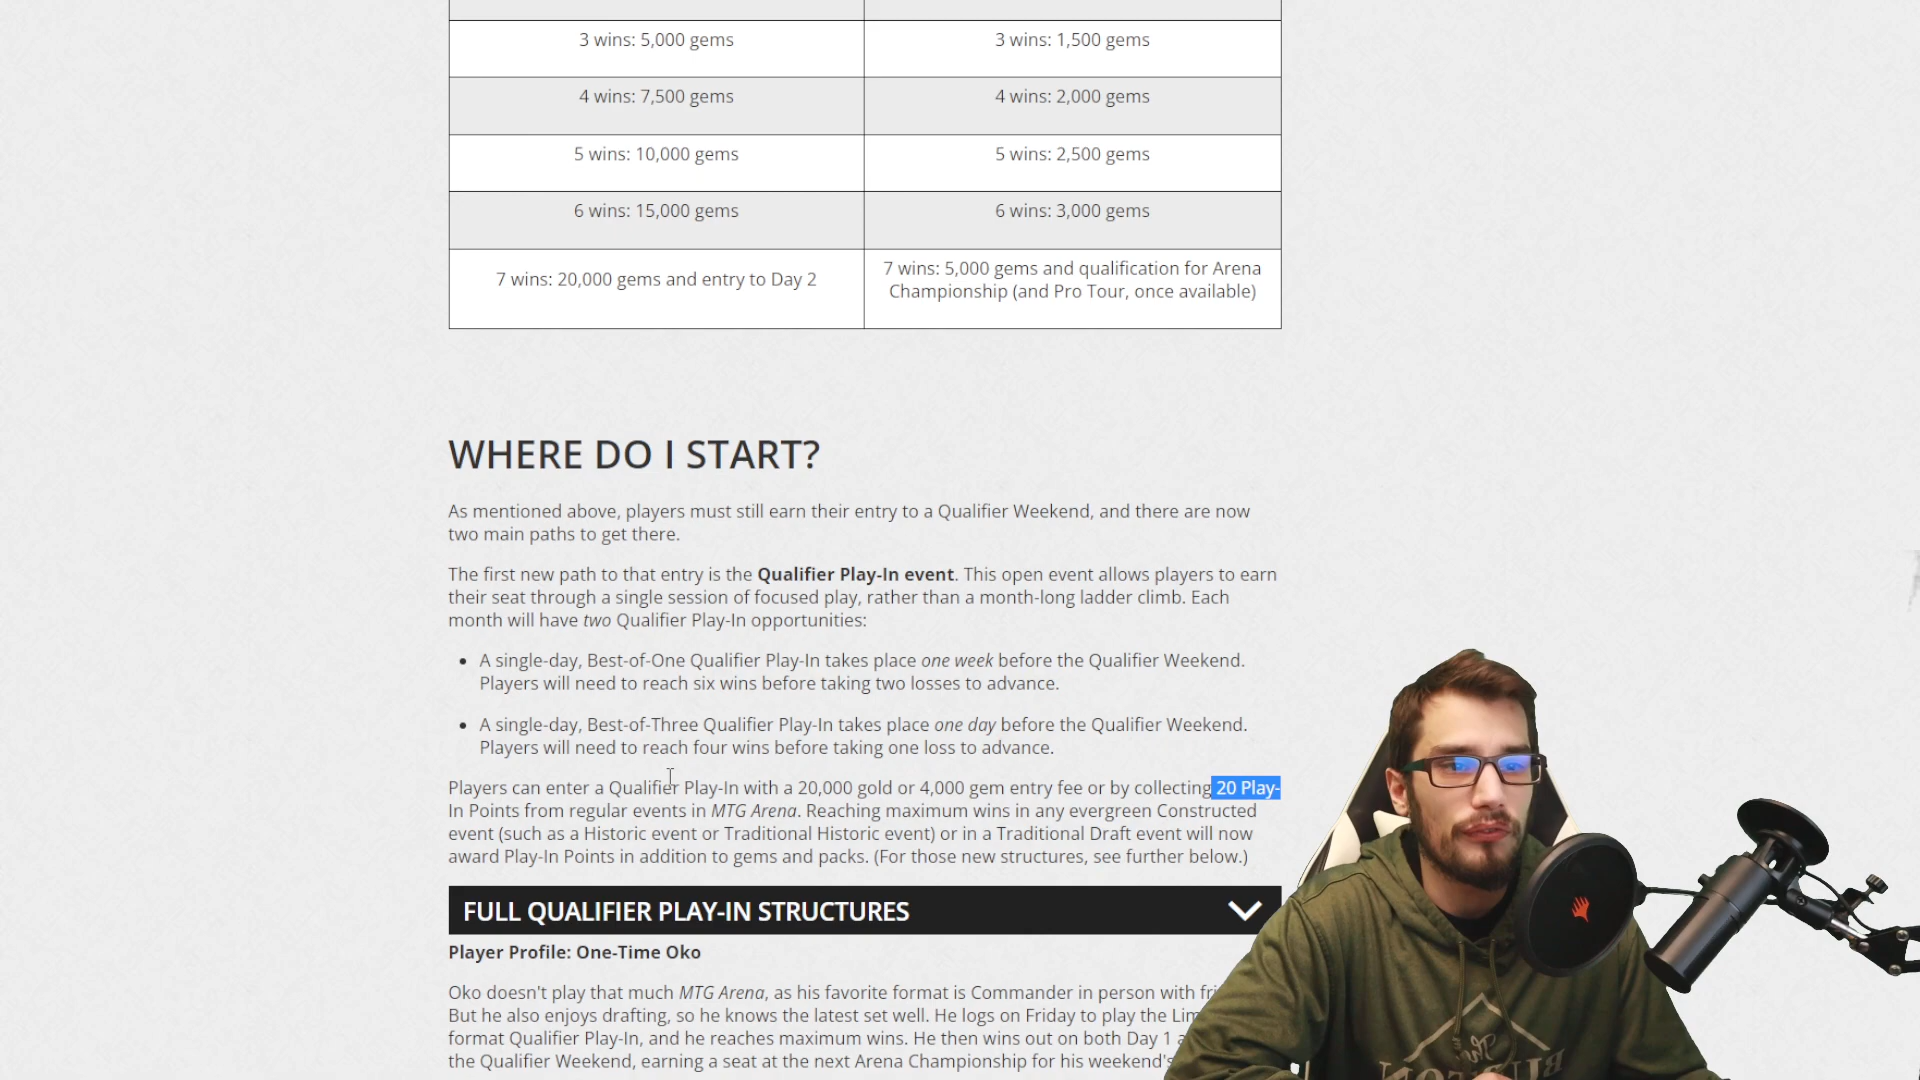 3 wins: 5,000 gems
3 wins: 1,500 gems
4 wins: 7,500 gems
4 wins: 2,000 gems
5 wins: 10,000 gems
5 wins: 2,500 gems
6 wins: 15,000 gems
6 wins: 3,000 gems
7 wins: 20,000 gems and entry to Day 2
7 wins: 5,000 gems and qualification for Arena
Championship (and Pro Tour, once available)
WHERE DO I START?
As mentioned above, players must still earn their entry to a Qualifier Weekend, and there are now
two main paths to get there.
The first new path to that entry is the Qualifier Play-In event. This open event allows players to earn
their seat through a single session of focused play, rather than a month-long ladder climb. Each
month will have two Qualifier Play-In opportunities:
• A single-day, Best-of-One Qualifier Play-In takes place one week before the Qualifier Weekend.
Players will need to reach six wins before taking two losses to advance.
• A single-day, Best-of-Three Qualifier Play-In takes place one day before the Qualifier Weekend.
Players will need to reach four wins before taking one loss to advance.
Players can enter a Qualifier Play-In with a 20,000 gold or 4,000 gem entry fee or by collecting 20 Play-
In Points from regular events in MTG Arena. Reaching maximum wins in any evergreen Constructed
event (such as a Historic event or Traditional Historic event) or in a Traditional Draft event will now
award Play-In Points in addition to gems and packs. (For those new structures, see further below.)
FULL QUALIFIER PLAY-IN STRUCTURES
Player Profile: One-Time Oko
Oko doesn't play that much MTG Arena, as his favorite format is Commander in person with
But he also enjoys drafting, so he knows the latest set well. He logs on Friday to play the
format Qualifier Play-In, and he reaches maximum wins. He then wins out on both Day 1
the Qualifier Weekend, earning a seat at the next Arena Championship for his weekend's